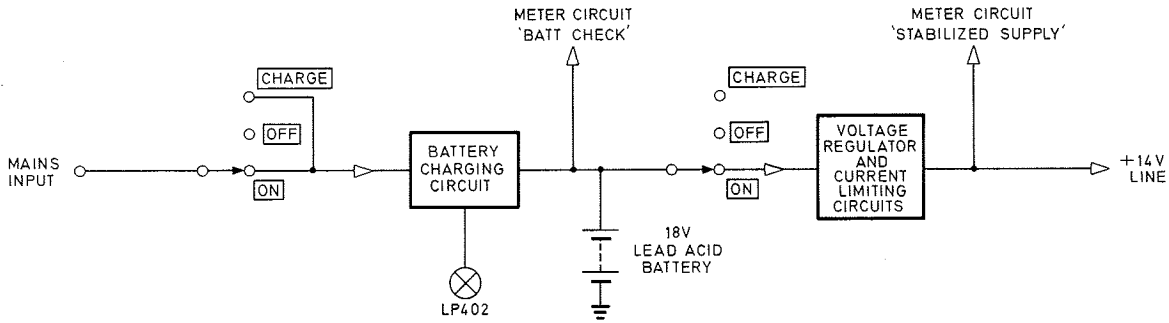 METER CIRCUIT
'BATT CHECK'
METER CIRCUIT
'STABILIZED SUPPLY'
CHARGE
OFF
ON
MAINS
INPUT
BATTERY
CHARGING
CIRCUIT
LP402
18V
LEAD ACID
BATTERY
CHARGE
OFF
ON
VOLTAGE
REGULATOR
AND
CURRENT
LIMITING
CIRCUITS
+14V
LINE